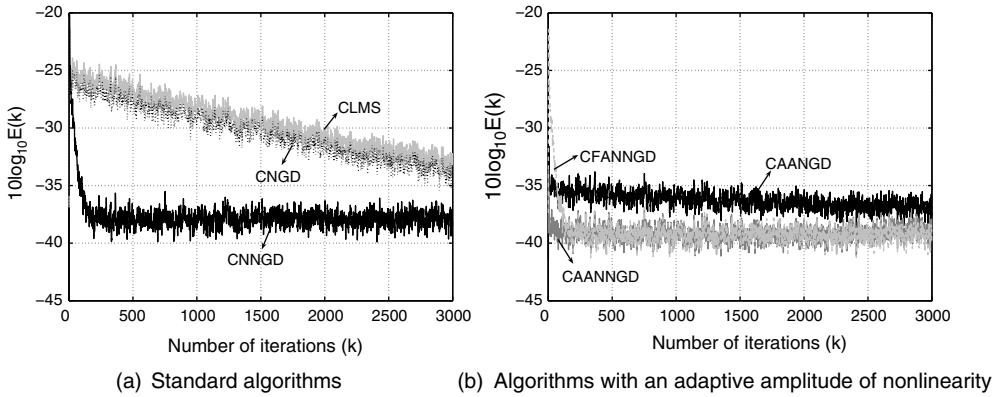 10log10E(k)
−20
−25
−30
−35
−40
−45
0
500
1000
1500
2000
2500
3000
CLMS
CNGD
CNNGD
Number of iterations (k)
(a) Standard algorithms
10log10E(k)
−20
−25
−30
−35
−40
−45
0
500
1000
1500
2000
2500
3000
CFANNGD
CAANGD
CAANNGD
Number of iterations (k)
(b) Algorithms with an adaptive amplitude of nonlinearity